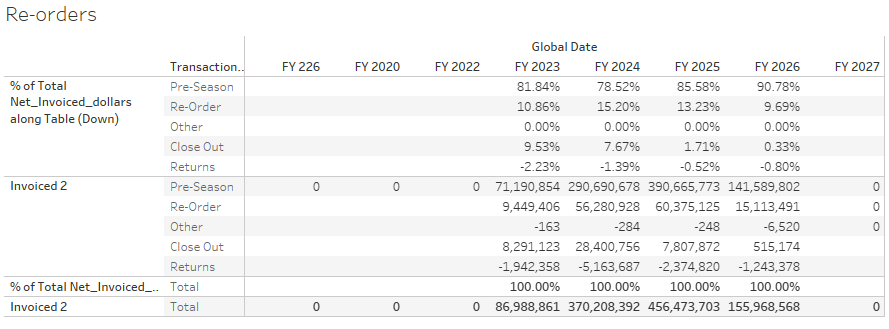 Re-orders
Global Date
Transaction.. FY 226 FY 2020 FY 2022 FY 2023 FY 2024 FY 2025 FY 2026 FY 2027
% of Total Net_Invoiced_dollars along Table (Down) Pre-Season 81.84% 78.52% 85.58% 90.78%
Re-Order 10.86% 15.20% 13.23% 9.69%
Other 0.00% 0.00% 0.00% 0.00%
Close Out 9.53% 7.67% 1.71% 0.33%
Returns -2.23% -1.39% -0.52% -0.80%
Invoiced 2 Pre-Season 0 0 0 71,190,854 290,690,678 390,665,773 141,589,802 0
Re-Order 9,449,406 56,280,928 60,375,125 15,113,491 0
Other -163 -284 -248 -6,520 0
Close Out 8,291,123 28,400,756 7,807,872 515,174
Returns -1,942,358 -5,163,687 -2,374,820 -1,243,378
% of Total Net_Invoiced_.. Total 100.00% 100.00% 100.00% 100.00%
Invoiced 2 Total 0 0 0 86,988,861 370,208,392 456,473,703 155,968,568 0